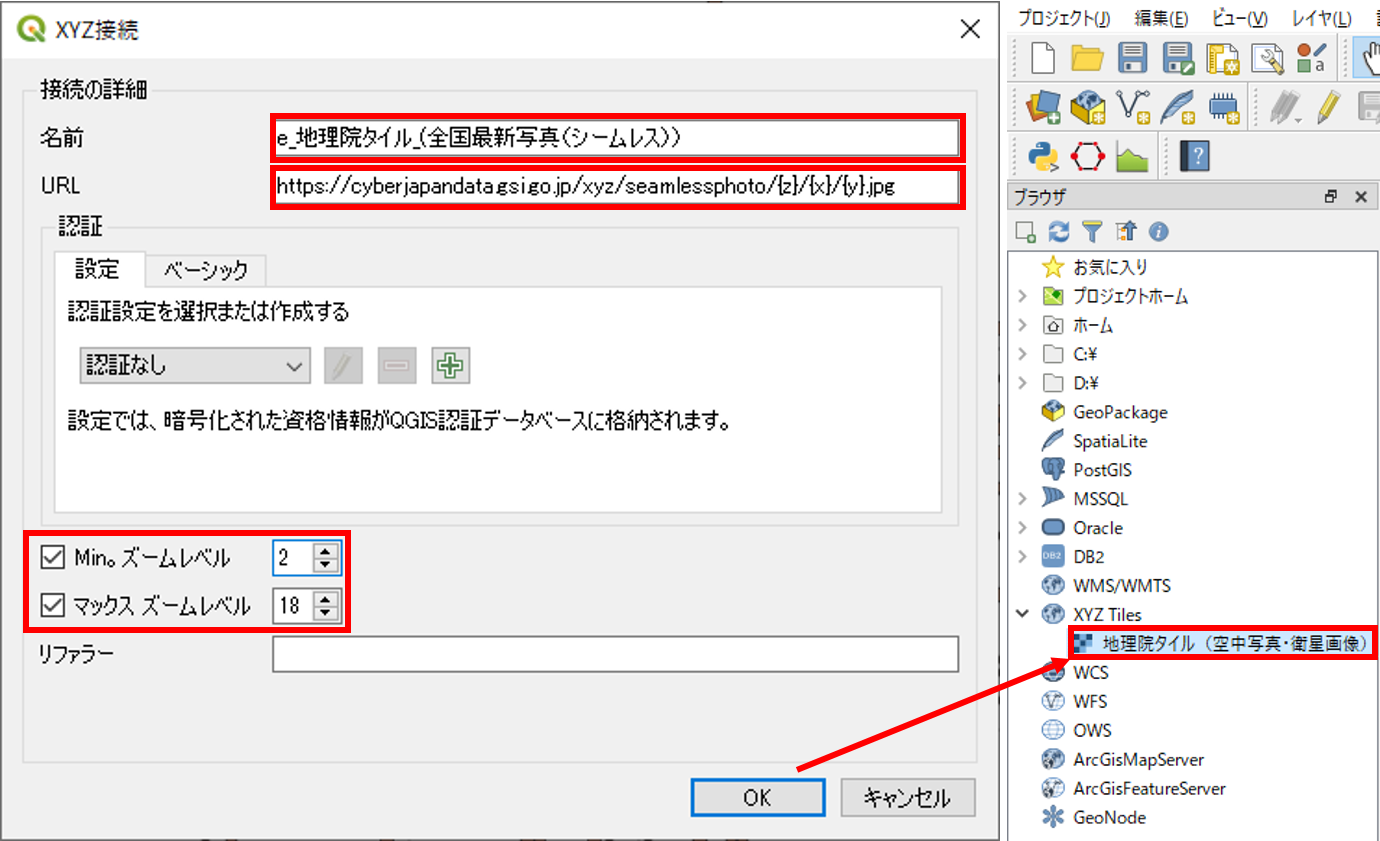 XYZ接続
接続の詳細
名前
e_地理院タイル_(全国最新写真(シームレス))
URL
https://cyberjapandata.gsi.go.jp/xyz/seamlessphoto/{z}/{x}/{y}.jpg
認証
設定 ベーシック
認証設定を選択または作成する
認証なし
設定では、暗号化された資格情報がQGIS認証データベースに格納されます。
Min。ズームレベル 2
マックス ズームレベル 18
リファラー
OK キャンセル
プロジェクト(J) 編集(E) ビュー(V) レイヤ(L)
ブラウザ
お気に入り
プロジェクトホーム
ホーム
C:¥
D:¥
GeoPackage
SpatiaLite
PostGIS
MSSQL
Oracle
DB2 DB2
WMS/WMTS
XYZ Tiles
地理院タイル（空中写真・衛星画像）
WCS
WFS
OWS
ArcGisMapServer
ArcGisFeatureServer
GeoNode